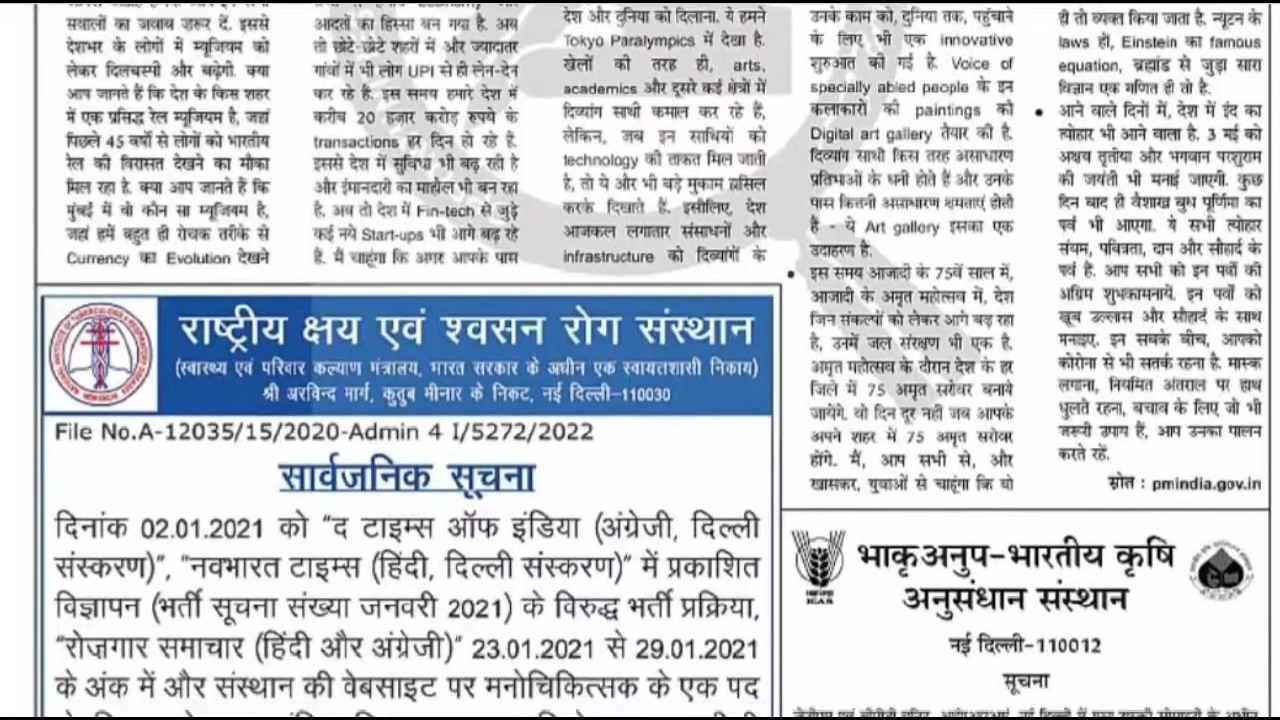 सवालों का जवाब ज़रूर दें. इससे
देशभर के लोगों में म्यूजियम को
लेकर दिलचस्पी और बढ़ेगी. क्या
आप जानते हैं कि देश के किस शहर
में एक प्रसिद्ध रेल म्यूजियम है, जहां
पिछले 45 वर्षों से लोगों को भारतीय
रेल की विरासत देखने का मौका
मिल रहा है. क्या आप जानते हैं कि
मुंबई में वो कौन सा म्यूजियम है,
जहां हमें बहुत ही रोचक तरीके से
Currency का Evolution देखने
आदतों का हिस्सा बन गया है. अब
तो छोटे-छोटे शहरों में और ज्यादातर
गांवों में भी लोग UPI से ही लेन-देन
कर रहे हैं. इस समय हमारे देश में
करीब 20 हज़ार करोड़ रुपये के
transactions हर दिन हो रहे हैं.
इससे देश में सुविधा भी बढ़ रही है
और ईमानदारी का माहौल भी बन रहा
है. अब तो देश में Fin-tech से जुड़े
कई नये Start-ups भी आगे बढ़ रहे
हैं. मैं चाहूंगा कि अगर आपके पास
देश और दुनिया को दिलाना. ये हमने
Tokyo Paralympics में देखा है.
खेलों की तरह ही, arts,
academics और दूसरे कई क्षेत्रों में
दिव्यांग साथी कमाल कर रहे हैं,
लेकिन, जब इन साथियों को
technology की ताकत मिल जाती
है, तो ये और भी बड़े मुकाम हासिल
करके दिखाते हैं. इसीलिए, देश
आजकल लगातार संसाधनों और
infrastructure को दिव्यांगों के
उनके काम को, दुनिया तक, पहुंचाने
के लिए भी एक innovative
शुरुआत की गई है. Voice of
specially abled people के इन
कलाकारों की paintings की
Digital art gallery तैयार की है.
दिव्यांग साथी किस तरह असाधारण
प्रतिभाओं के धनी होते हैं और उनके
पास कितनी असाधारण क्षमताएं होती
हैं - ये Art gallery इसका एक
उदाहरण है.
• इस समय आजादी के 75वें साल में,
आजादी के अमृत महोत्सव में, देश
जिन संकल्पों को लेकर आगे बढ़ रहा
है, उनमें जल संरक्षण भी एक है.
अमृत महोत्सव के दौरान देश के हर
जिले में 75 अमृत सरोवर बनाये
जायेंगे. वो दिन दूर नहीं जब आपके
अपने शहर में 75 अमृत सरोवर
होंगे. मैं, आप सभी से, और
खासकर, युवाओं से चाहूंगा कि वो
ही तो व्यक्त किया जाता है. न्यूटन के
laws हों, Einstein का famous
equation, ब्रह्मांड से जुड़ा सारा
विज्ञान एक गणित ही तो है.
• आने वाले दिनों में, देश में ईद का
त्योहार भी आने वाला है. 3 मई को
अक्षय तृतीया और भगवान परशुराम
की जयंती भी मनाई जाएगी. कुछ
दिन बाद ही वैशाख बुध पूर्णिमा का
पर्व भी आएगा. ये सभी त्योहार
संयम, पवित्रता, दान और सौहार्द के
पर्व है. आप सभी को इन पर्वों की
अग्रिम शुभकामनायें. इन पर्वों को
खूब उल्लास और सौहार्द के साथ
मनाइए. इन सबके बीच, आपको
कोरोना से भी सतर्क रहना है. मास्क
लगाना, नियमित अंतराल पर हाथ
धुलते रहना, बचाव के लिए जो भी
जरूरी उपाय हैं, आप उनका पालन
करते रहें.
स्रोत : pmindia.gov.in
राष्ट्रीय क्षय एवं श्वसन रोग संस्थान
(स्वास्थ्य एवं परिवार कल्याण मंत्रालय, भारत सरकार के अधीन एक स्वायत्तशासी निकाय)
श्री अरविन्द मार्ग, कुतुब मीनार के निकट, नई दिल्ली-110030
File No.A-12035/15/2020-Admin 4 I/5272/2022
सार्वजनिक सूचना
दिनांक 02.01.2021 को "द टाइम्स ऑफ इंडिया (अंग्रेजी, दिल्ली
संस्करण)", "नवभारत टाइम्स (हिंदी, दिल्ली संस्करण)" में प्रकाशित
विज्ञापन (भर्ती सूचना संख्या जनवरी 2021) के विरुद्ध भर्ती प्रक्रिया,
"रोज़गार समाचार (हिंदी और अंग्रेजी)" 23.01.2021 से 29.01.2021
के अंक में और संस्थान की वेबसाइट पर मनोचिकित्सक के एक पद
ICAR
भाकृअनुप-भारतीय कृषि
अनुसंधान संस्थान
नई दिल्ली-110012
सूचना